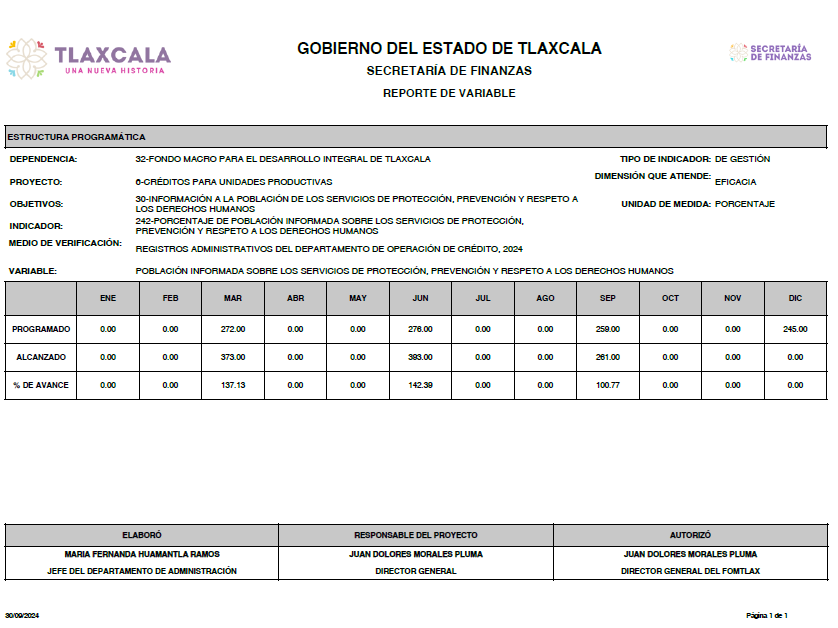 TLAXCALA
UNA NUEVA HISTORIA
GOBIERNO DEL ESTADO DE TLAXCALA
SECRETARÍA DE FINANZAS
REPORTE DE VARIABLE
SECRETARÍA
DE FINANZAS
ESTRUCTURA PROGRAMÁTICA
DEPENDENCIA: 32-FONDO MACRO PARA EL DESARROLLO INTEGRAL DE TLAXCALA TIPO DE INDICADOR: DE GESTIÓN
PROYECTO: 6-CRÉDITOS PARA UNIDADES PRODUCTIVAS DIMENSIÓN QUE ATIENDE: EFICACIA
OBJETIVOS: 30-INFORMACIÓN A LA POBLACIÓN DE LOS SERVICIOS DE PROTECCIÓN, PREVENCIÓN Y RESPETO A
LOS DERECHOS HUMANOS UNIDAD DE MEDIDA: PORCENTAJE
INDICADOR: 242-PORCENTAJE DE POBLACIÓN INFORMADA SOBRE LOS SERVICIOS DE PROTECCIÓN,
PREVENCIÓN Y RESPETO A LOS DERECHOS HUMANOS
MEDIO DE VERIFICACIÓN: REGISTROS ADMINISTRATIVOS DEL DEPARTAMENTO DE OPERACIÓN DE CRÉDITO, 2024
VARIABLE: POBLACIÓN INFORMADA SOBRE LOS SERVICIOS DE PROTECCIÓN, PREVENCIÓN Y RESPETO A LOS DERECHOS HUMANOS
ENE FEB MAR ABR MAY JUN JUL AGO SEP OCT NOV DIC
PROGRAMADO 0.00 0.00 272.00 0.00 0.00 276.00 0.00 0.00 259.00 0.00 0.00 245.00
ALCANZADO 0.00 0.00 373.00 0.00 0.00 393.00 0.00 0.00 261.00 0.00 0.00 0.00
% DE AVANCE 0.00 0.00 137.13 0.00 0.00 142.39 0.00 0.00 100.77 0.00 0.00 0.00
ELABORÓ RESPONSABLE DEL PROYECTO AUTORIZÓ
MARIA FERNANDA HUAMANTLA RAMOS JUAN DOLORES MORALES PLUMA JUAN DOLORES MORALES PLUMA
JEFE DEL DEPARTAMENTO DE ADMINISTRACIÓN DIRECTOR GENERAL DIRECTOR GENERAL DEL FOMTLAX
30/09/2024 Página 1 de 1